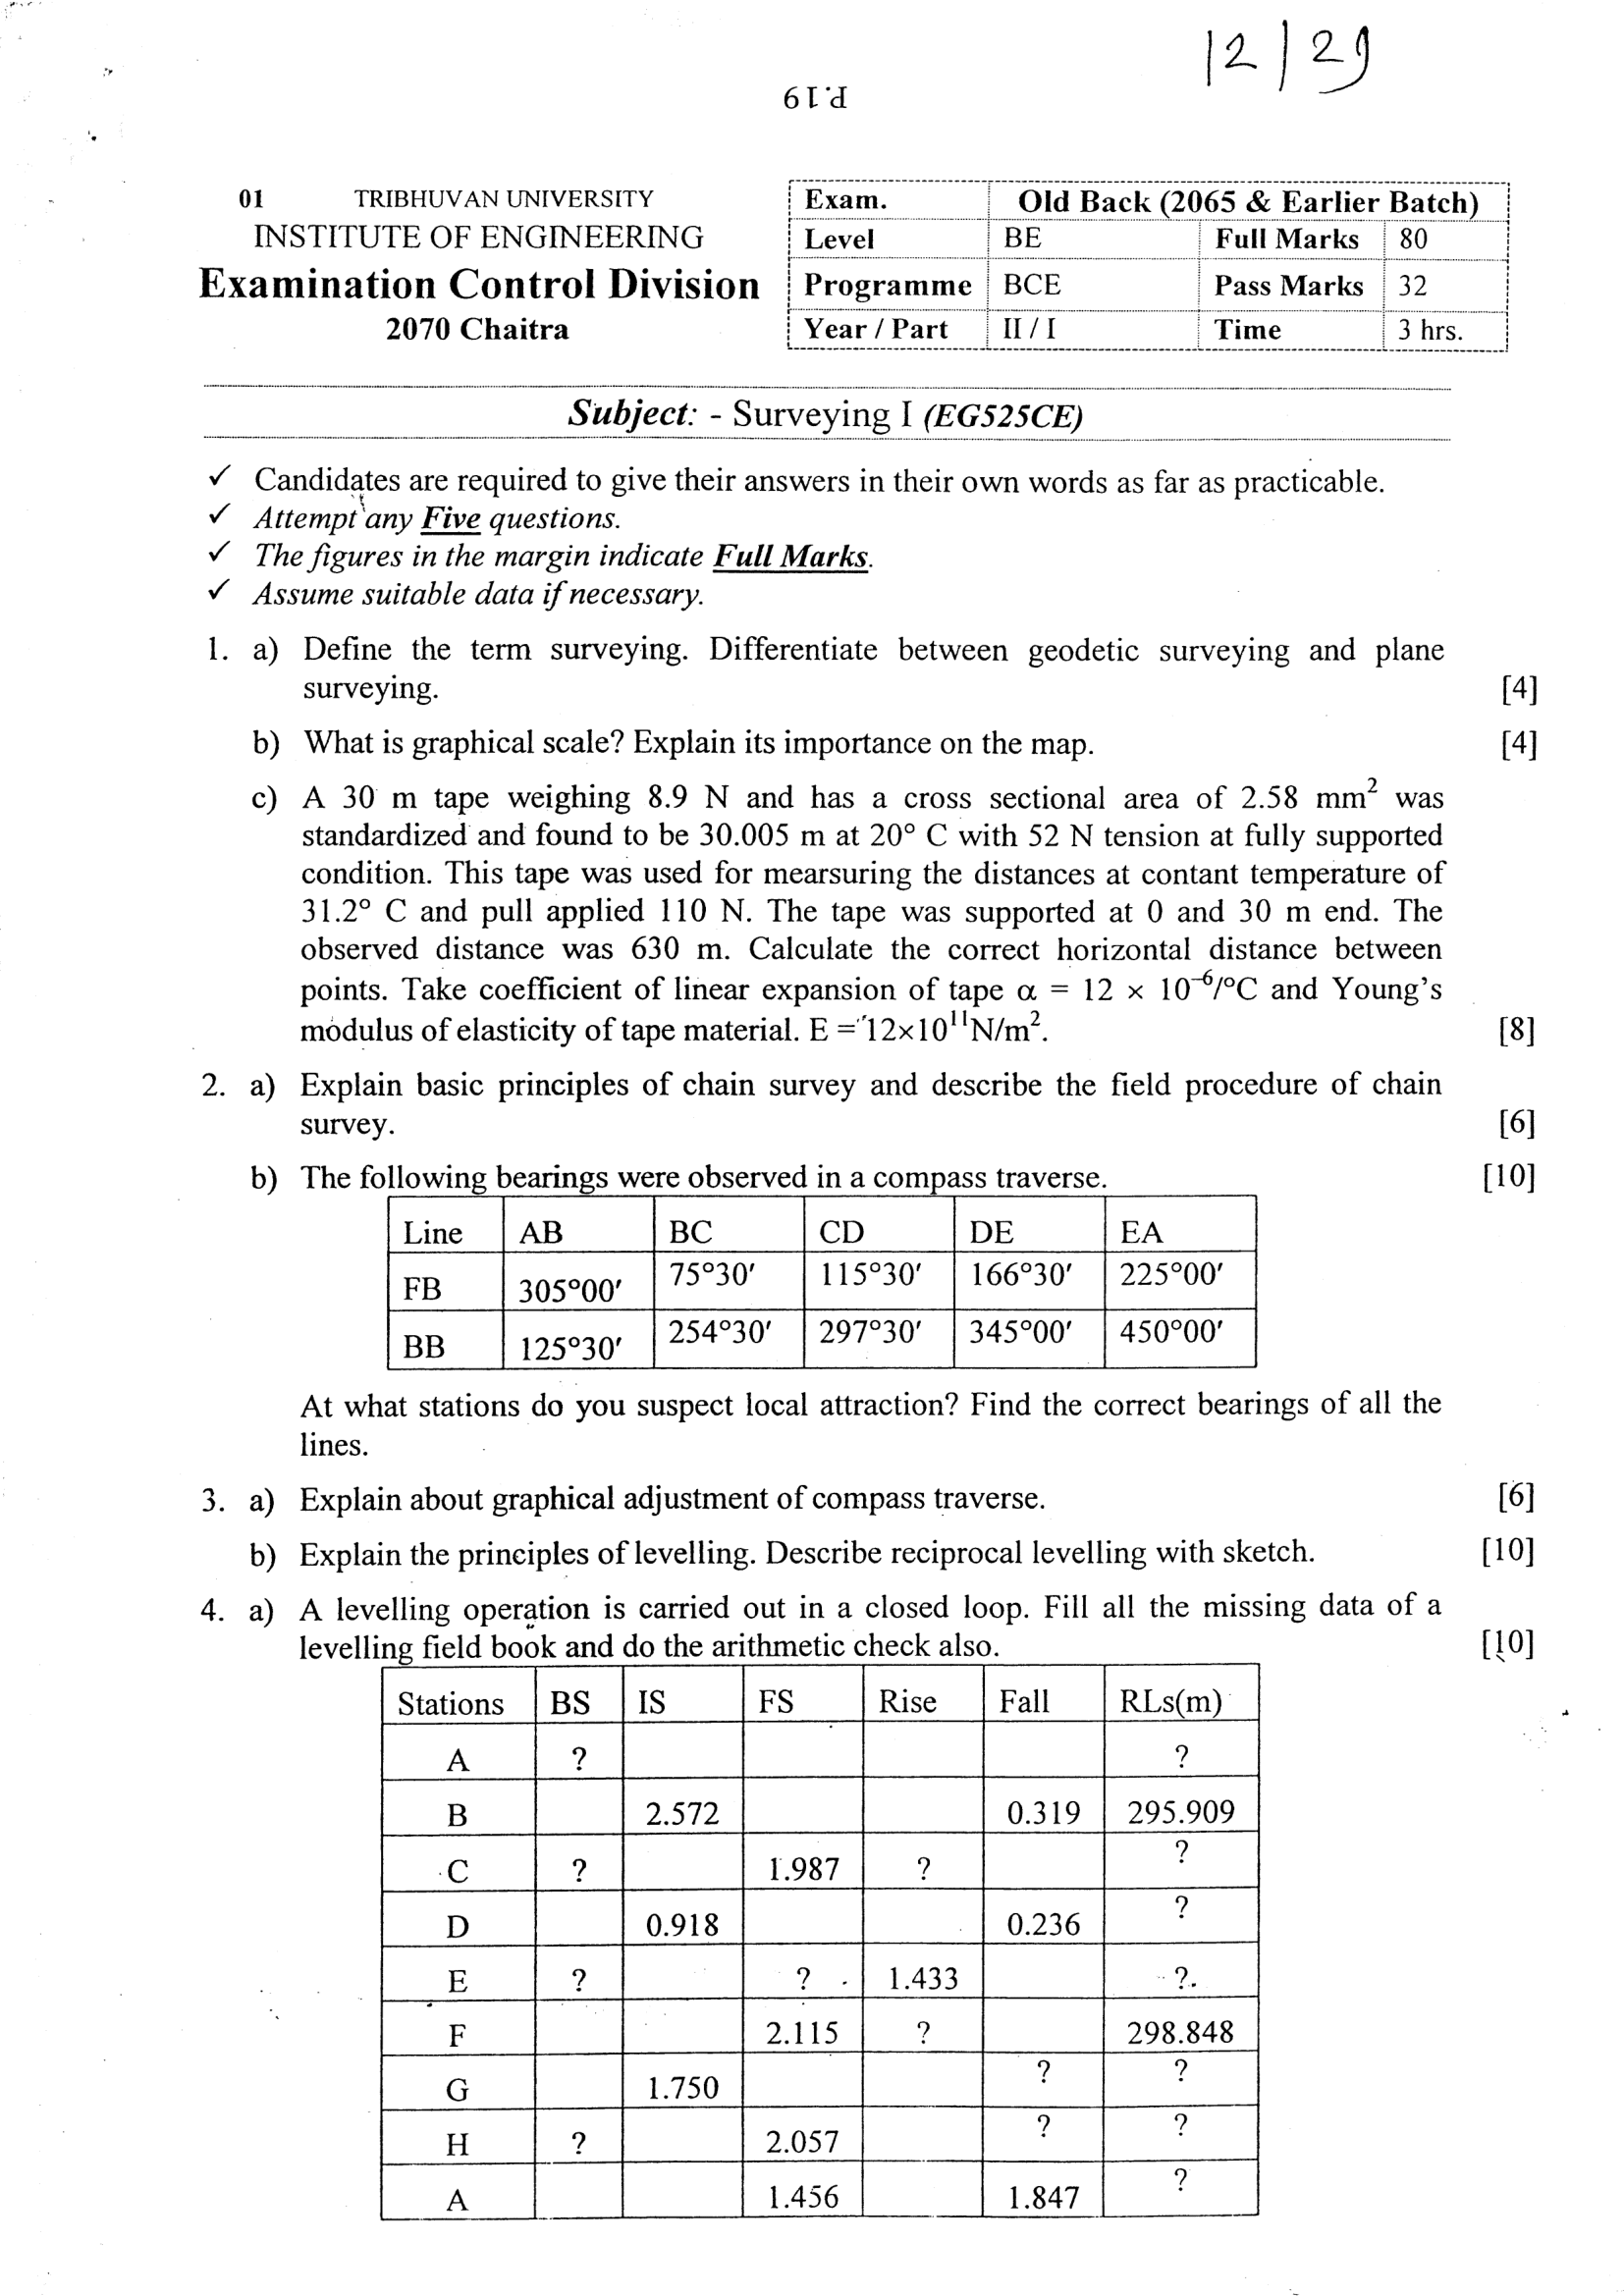 12/29
P.19
01 TRIBHUVAN UNIVERSITY
INSTITUTE OF ENGINEERING
Examination Control Division
2070 Chaitra
Exam. Old Back (2065 & Earlier Batch)
Level BE Full Marks 80
Programme BCE Pass Marks 32
Year / Part II / I Time 3 hrs.
Subject: - Surveying I (EG525CE)
✓ Candidates are required to give their answers in their own words as far as practicable.
✓ Attempt any Five questions.
✓ The figures in the margin indicate Full Marks.
✓ Assume suitable data if necessary.
1. a) Define the term surveying. Differentiate between geodetic surveying and plane
surveying. [4]
b) What is graphical scale? Explain its importance on the map. [4]
c) A 30 m tape weighing 8.9 N and has a cross sectional area of 2.58 mm² was
standardized and found to be 30.005 m at 20° C with 52 N tension at fully supported
condition. This tape was used for mearsuring the distances at contant temperature of
31.2° C and pull applied 110 N. The tape was supported at 0 and 30 m end. The
observed distance was 630 m. Calculate the correct horizontal distance between
points. Take coefficient of linear expansion of tape α = 12 × 10⁻⁶/°C and Young's
modulus of elasticity of tape material. E = 12×10¹¹N/m². [8]
2. a) Explain basic principles of chain survey and describe the field procedure of chain
survey. [6]
b) The following bearings were observed in a compass traverse. [10]
Line AB BC CD DE EA
FB 305°00′ 75°30′ 115°30′ 166°30′ 225°00′
BB 125°30′ 254°30′ 297°30′ 345°00′ 450°00′
At what stations do you suspect local attraction? Find the correct bearings of all the
lines.
3. a) Explain about graphical adjustment of compass traverse. [6]
b) Explain the principles of levelling. Describe reciprocal levelling with sketch. [10]
4. a) A levelling operation is carried out in a closed loop. Fill all the missing data of a
levelling field book and do the arithmetic check also. [10]
Stations BS IS FS Rise Fall RLs(m)
A ? ?
B 2.572 0.319 295.909
C ? 1.987 ? ?
D 0.918 0.236 ?
E ? ? 1.433 ?
F 2.115 ? 298.848
G 1.750 ? ?
H ? 2.057 ? ?
A 1.456 1.847 ?